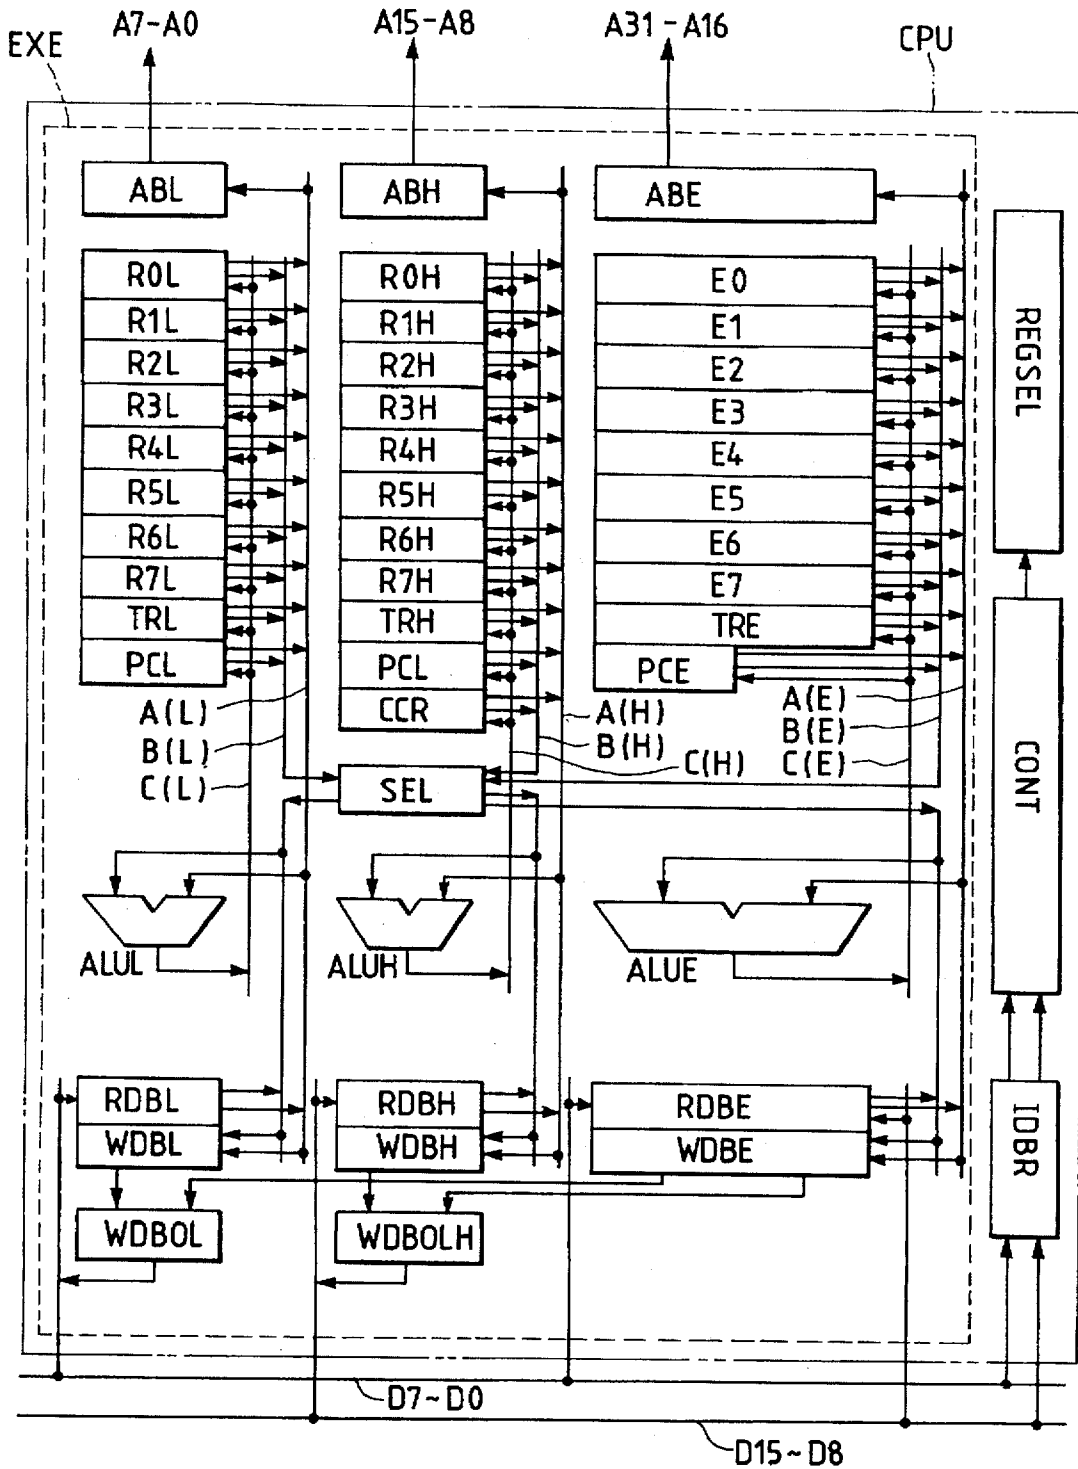 A7-A0
A15-A8
A31-A16
EXE
CPU
ABL
ABH
ABE
R0L
R1L
R2L
R3L
R4L
R5L
R6L
R7L
TRL
PCL
R0H
R1H
R2H
R3H
R4H
R5H
R6H
R7H
TRH
PCL
CCR
E0
E1
E2
E3
E4
E5
E6
E7
TRE
PCE
REGSEL
CONT
IDBR
A(L)
B(L)
C(L)
A(H)
B(H)
C(H)
A(E)
B(E)
C(E)
SEL
ALUL
ALUH
ALUE
RDBL
WDBL
RDBH
WDBH
RDBE
WDBE
WDBOL
WDBOLH
D7~D0
D15~D8